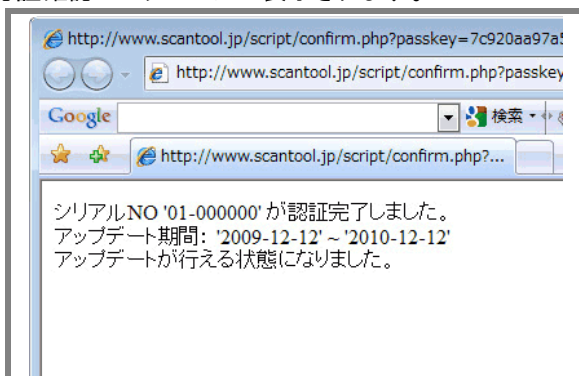 http://www.scantool.jp/script/confirm.php?passkey=7c920aa97a5
http://www.scantool.jp/script/confirm.php?passkey
Google
検索
http://www.scantool.jp/script/confirm.php?...
シリアルNO '01-000000' が認証完了しました。
アップデート期間: '2009-12-12' ~ '2010-12-12'
アップデートが行える状態になりました。